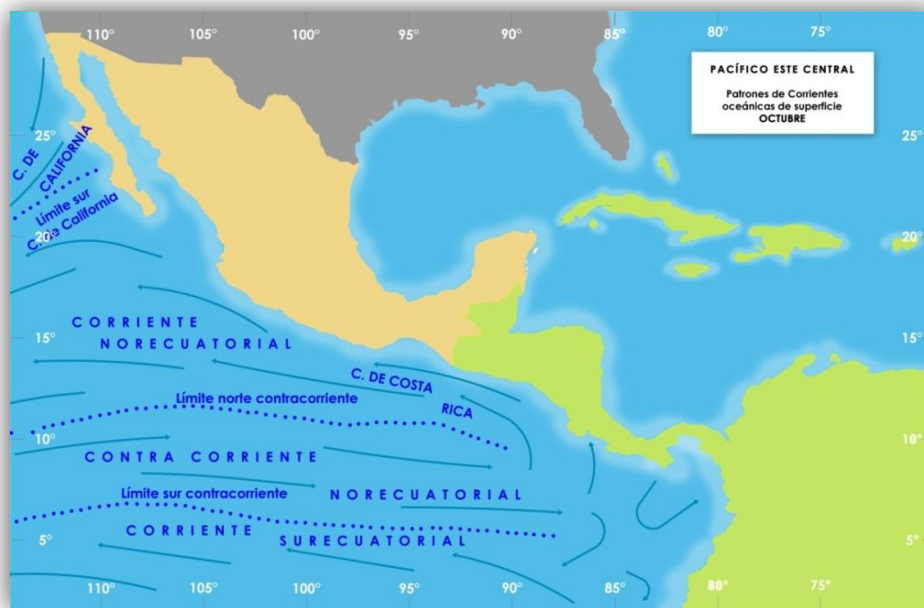 110°
105°
100°
95°
90°
85°
80°
75°
PACÍFICO ESTE CENTRAL
Patrones de Corrientes
oceánicas de superficie
OCTUBRE
25°
25°
C. DE
CALIFORNIA
Límite sur
C. de California
20°
20°
CORRIENTE
NORECUATORIAL
15°
15°
C. DE COSTA
RICA
Límite norte contracorriente
10°
10°
CONTRA CORRIENTE
NORECUATORIAL
Límite sur contracorriente
CORRIENTE
SURECUATORIAL
5°
5°
110°
105°
100°
95°
90°
85°
80°
75°